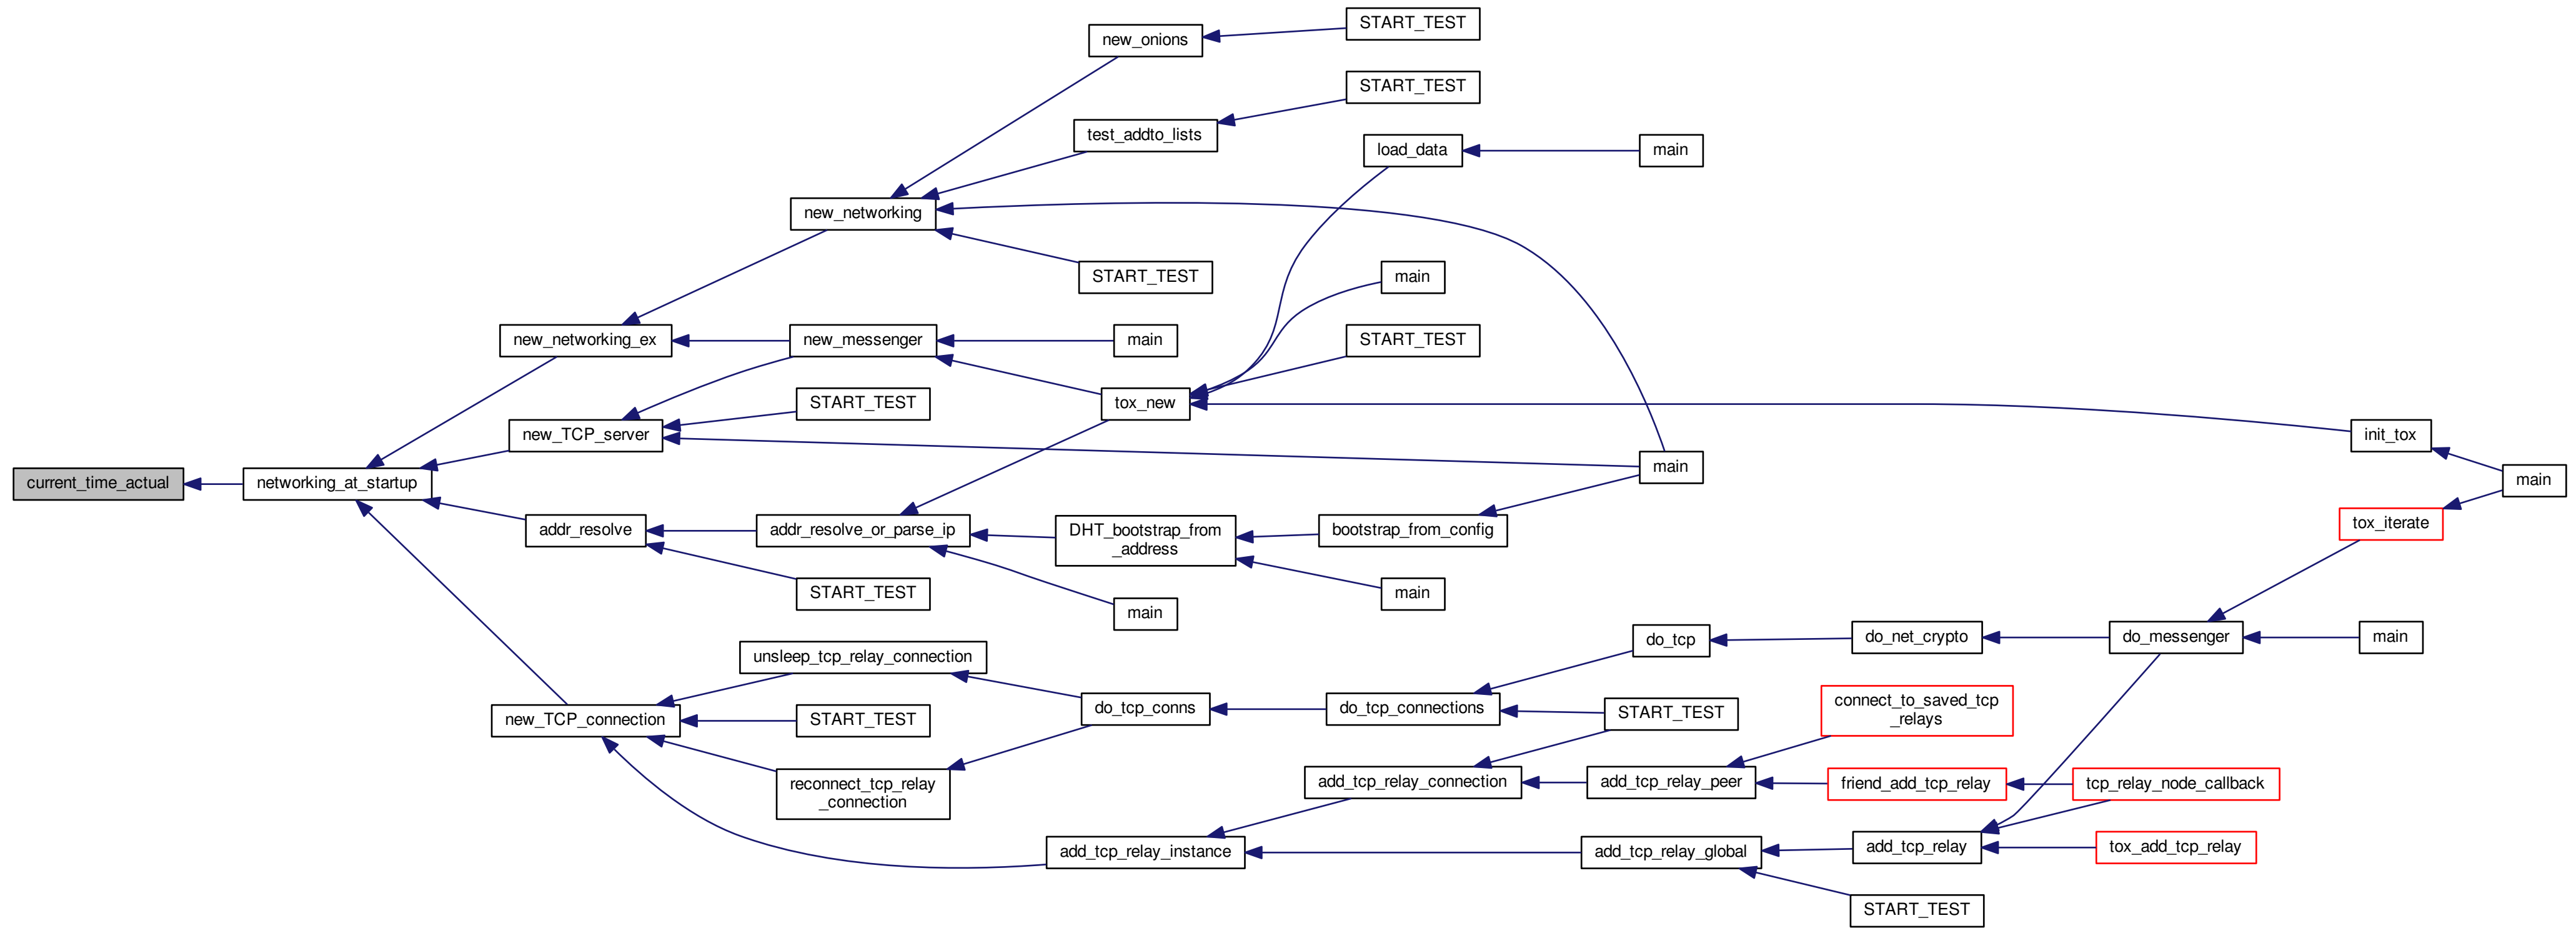 new_onions
START_TEST
START_TEST
test_addto_lists
load_data
main
new_networking
START_TEST
main
new_networking_ex
new_messenger
main
START_TEST
tox_new
START_TEST
new_TCP_server
init_tox
main
main
current_time_actual
networking_at_startup
addr_resolve
addr_resolve_or_parse_ip
DHT_bootstrap_from
_address
bootstrap_from_config
tox_iterate
START_TEST
main
main
unsleep_tcp_relay_connection
do_tcp
do_net_crypto
do_messenger
main
new_TCP_connection
START_TEST
do_tcp_conns
do_tcp_connections
START_TEST
connect_to_saved_tcp
_relays
reconnect_tcp_relay
_connection
add_tcp_relay_connection
add_tcp_relay_peer
friend_add_tcp_relay
tcp_relay_node_callback
add_tcp_relay_instance
add_tcp_relay_global
add_tcp_relay
tox_add_tcp_relay
START_TEST